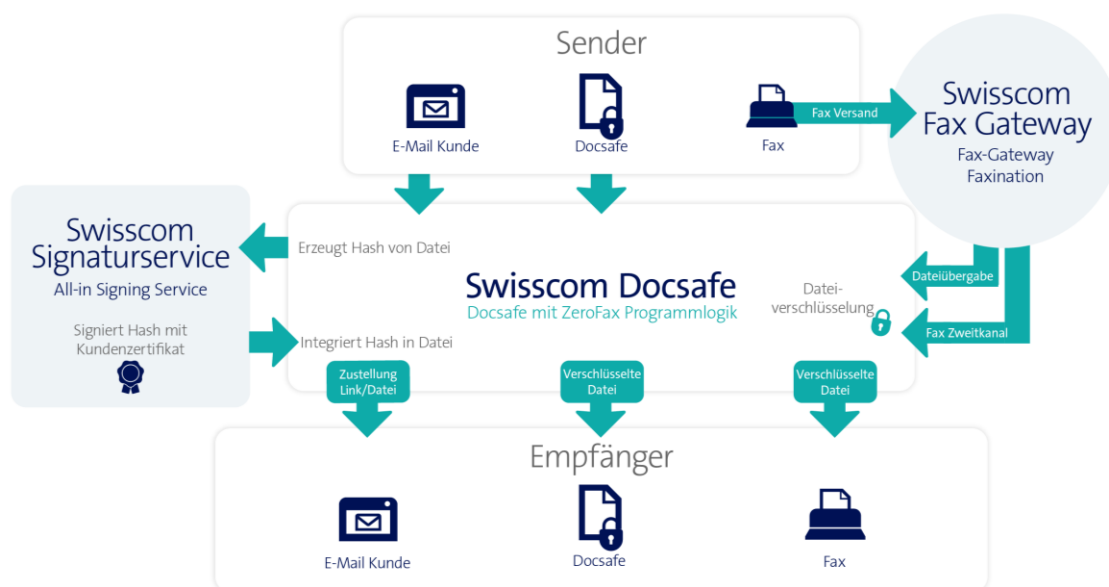 Sender
E-Mail Kunde
Docsafe
Fax
Fax Versand
Swisscom
Fax Gateway
Fax-Gateway
Faxination
Swisscom
Signaturservice
All-in Signing Service
Signiert Hash mit
Kundenzertifikat
Erzeugt Hash von Datei
Integriert Hash in Datei
Swisscom Docsafe
Docsafe mit ZeroFax Programmlogik
Datei-
verschlüsselung
Dateiübergabe
Fax Zweitkanal
Zustellung
Link/Datei
Verschlüsselte
Datei
Verschlüsselte
Datei
Empfänger
E-Mail Kunde
Docsafe
Fax